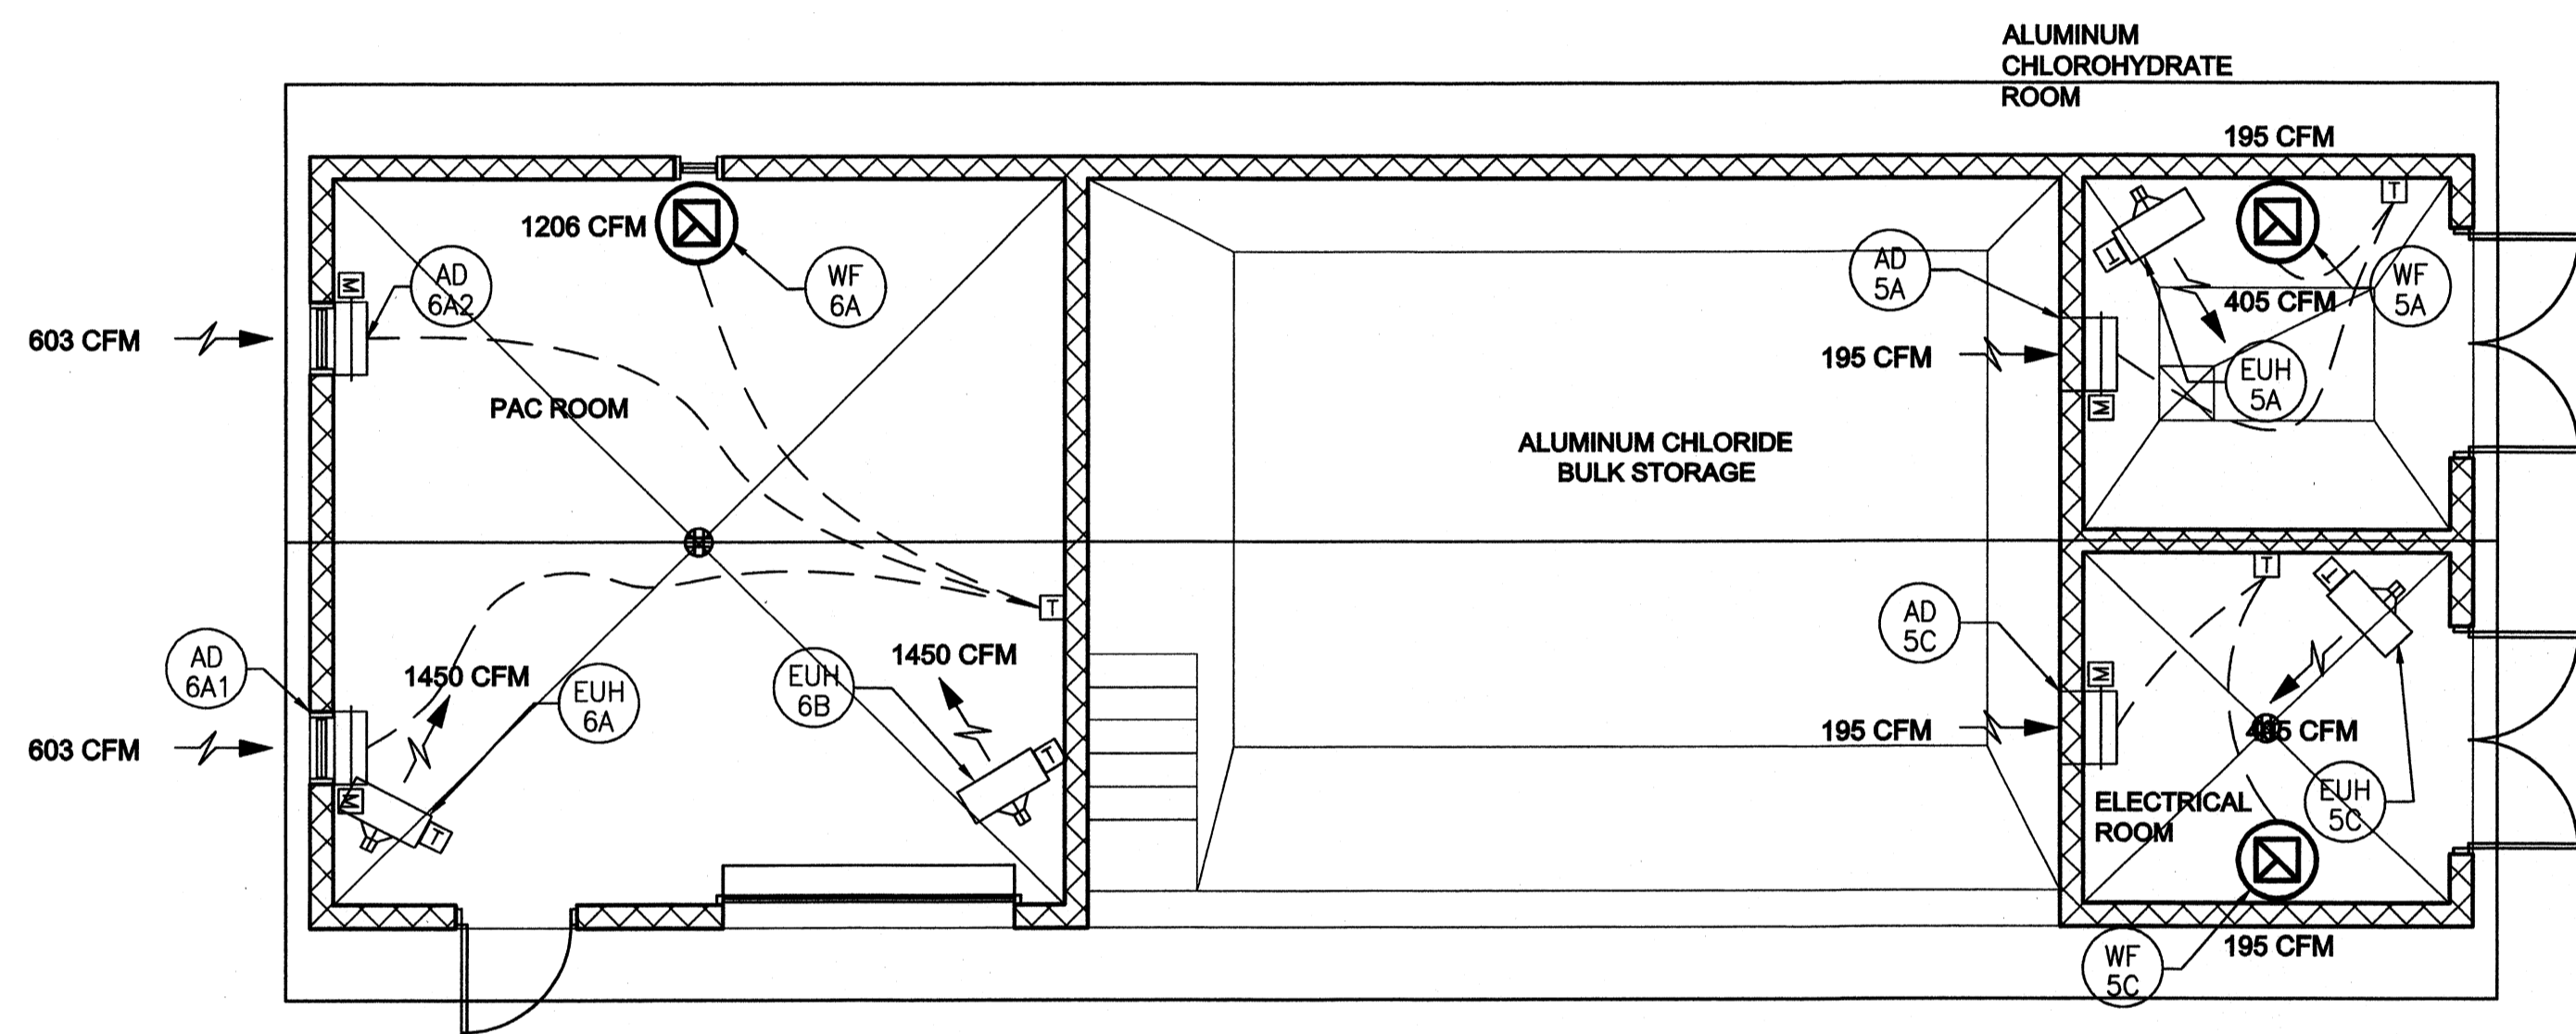 ALUMINUM
CHLOROHYDRATE
ROOM
195 CFM
1206 CFM
AD
6A2
WF
6A
M
603 CFM
PAC ROOM
AD
5A
195 CFM
ALUMINUM CHLORIDE
BULK STORAGE
T
T
WF
5A
405 CFM
EUH
5A
M
T
AD
6A1
603 CFM
1450 CFM
EUH
6A
M
T
EUH
6B
1450 CFM
T
AD
5C
195 CFM
M
T
T
CFM
ELECTRICAL
ROOM
EUH
5C
WF
5C
195 CFM